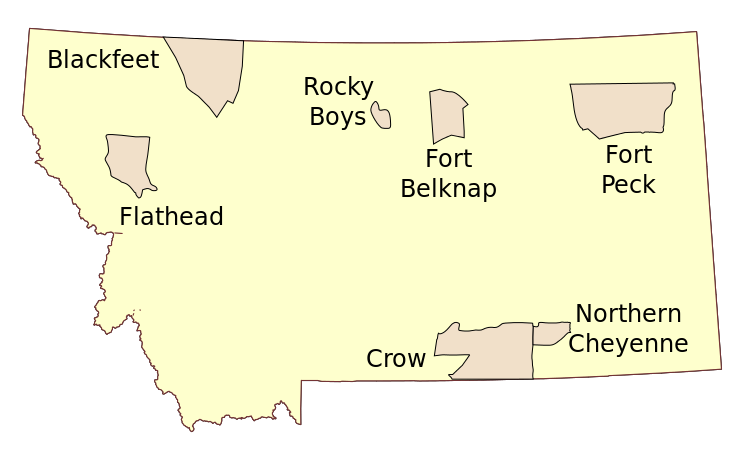 Blackfeet
Rocky
Boys
Fort
Belknap
Fort
Peck
Flathead
Northern
Cheyenne
Crow